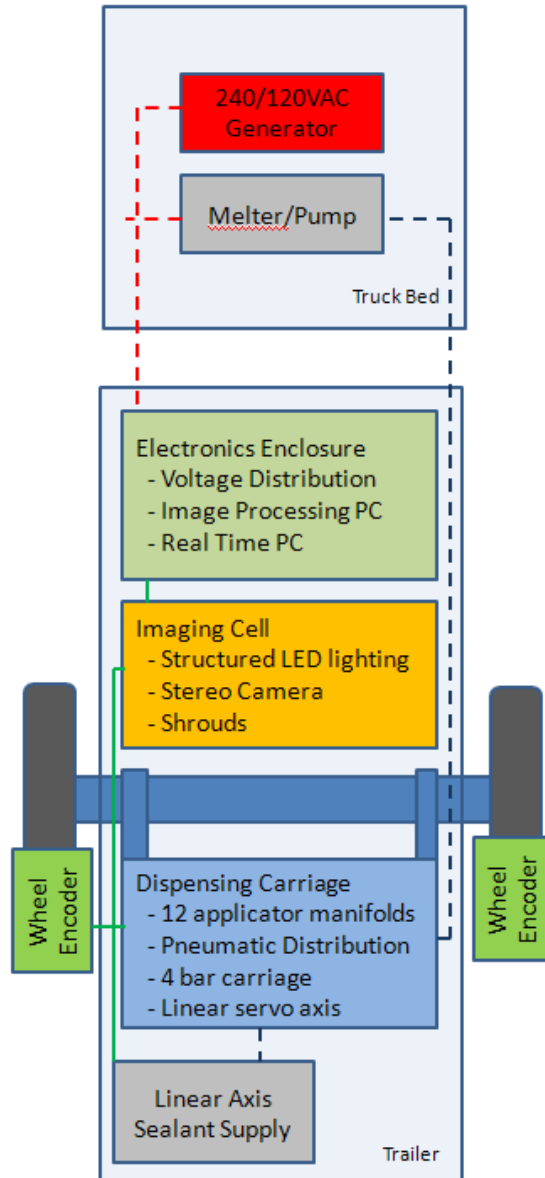 240/120VAC
Generator
Melter/Pump
Truck Bed
Electronics Enclosure
- Voltage Distribution
- Image Processing PC
- Real Time PC
Imaging Cell
- Structured LED lighting
- Stereo Camera
- Shrouds
Wheel
Encoder
Dispensing Carriage
- 12 applicator manifolds
- Pneumatic Distribution
- 4 bar carriage
- Linear servo axis
Wheel
Encoder
Linear Axis
Sealant Supply
Trailer